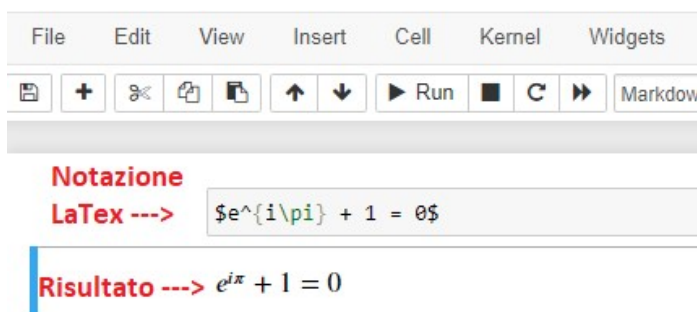 File Edit View Insert Cell Kernel Widgets
Run Markdow
Notazione
LaTex ---> $e^{i\pi} + 1 = 0$
Risultato ---> e^{iπ} + 1 = 0